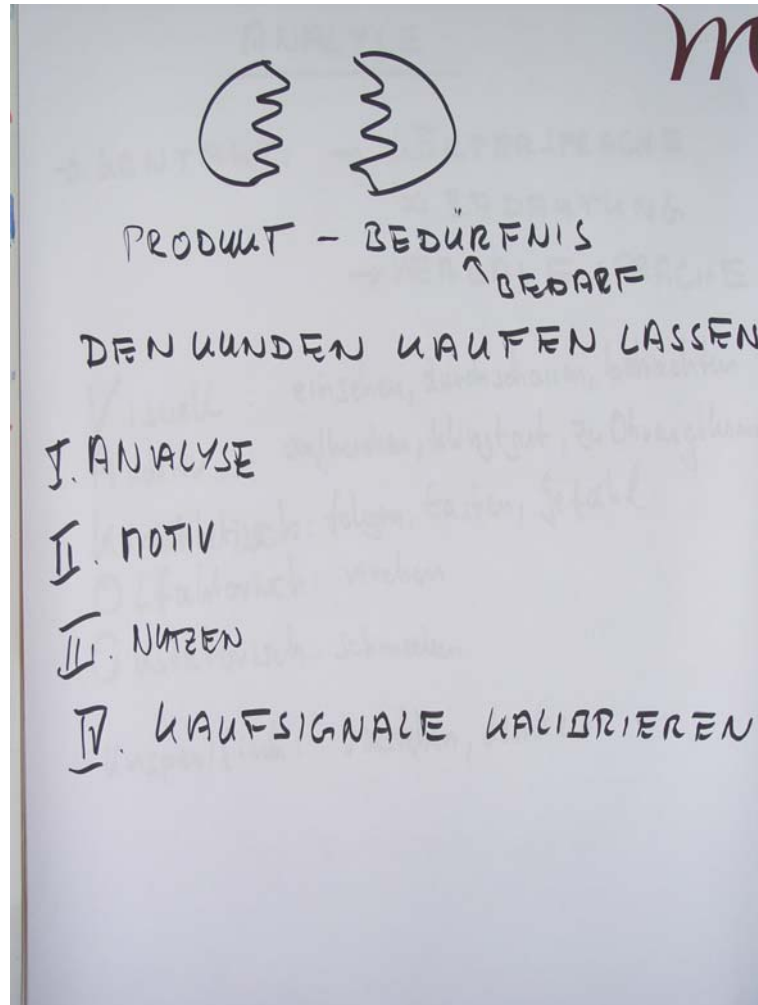 PRODUKT - BEDÜRFNIS
BEDARF
DEN KUNDEN KAUFEN LASSEN
I. ANALYSE
II. MOTIV
III. NUTZEN
IV. KAUFSIGNALE KALIBRIEREN